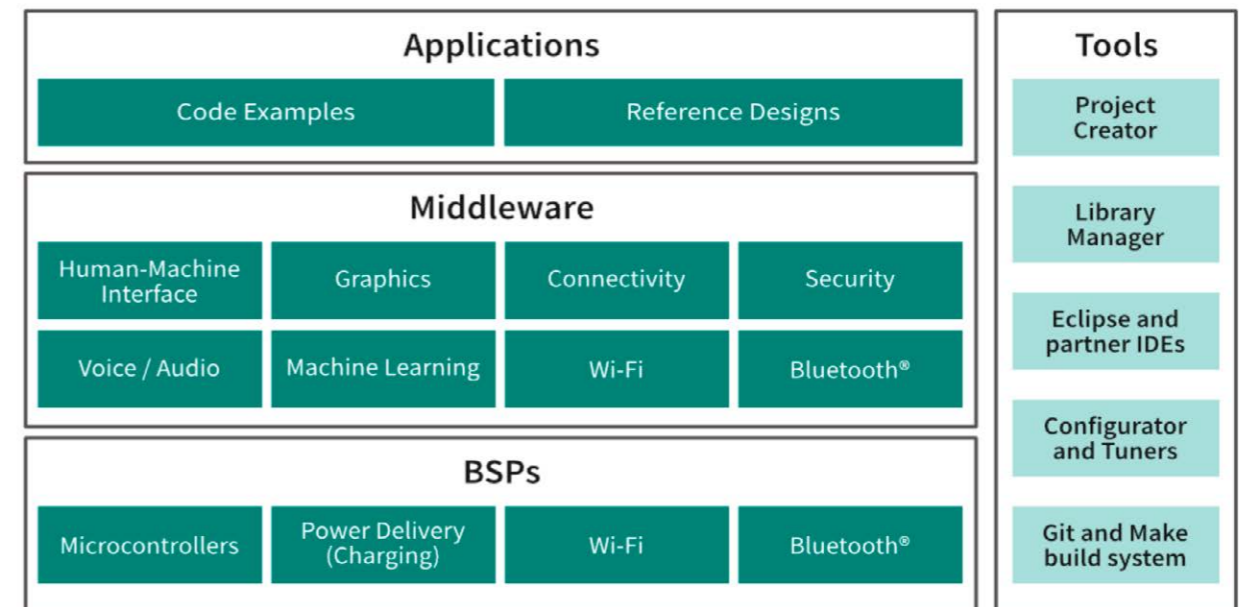 Applications
Code Examples
Reference Designs
Middleware
Human-Machine
Interface
Graphics
Connectivity
Security
Voice / Audio
Machine Learning
Wi-Fi
Bluetooth®
BSPs
Microcontrollers
Power Delivery
(Charging)
Wi-Fi
Bluetooth®
Tools
Project
Creator
Library
Manager
Eclipse and
partner IDEs
Configurator
and Tuners
Git and Make
build system